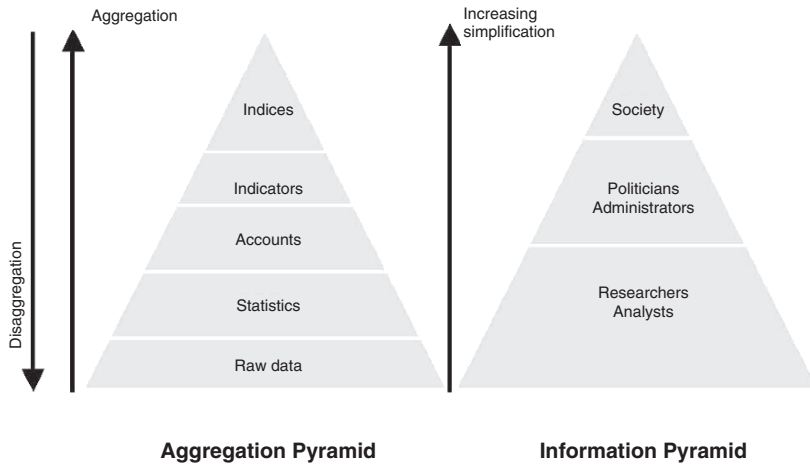 Aggregation
Disaggregation
Indices
Indicators
Accounts
Statistics
Raw data
Aggregation Pyramid
Increasing
simplification
Society
Politicians
Administrators
Researchers
Analysts
Information Pyramid